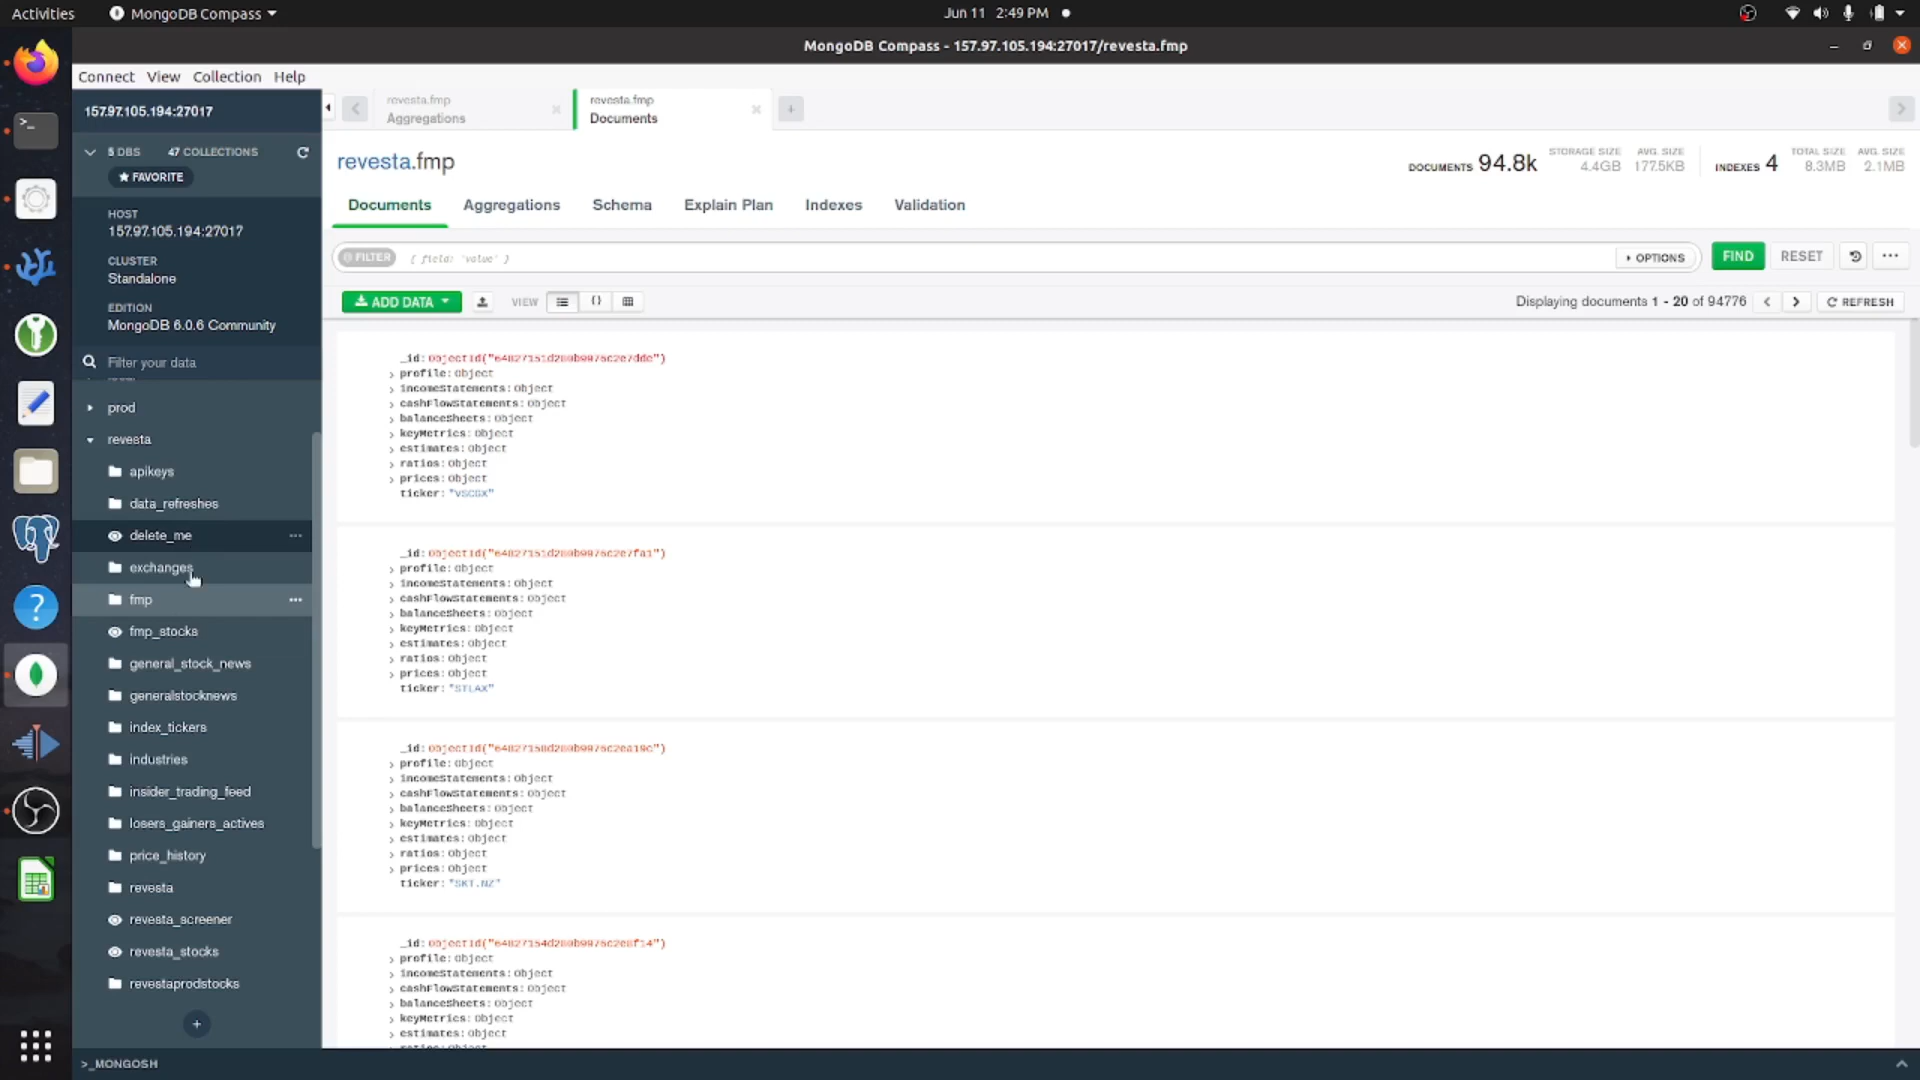 Activities
MongoDB Compass
Jun 11 2:49 PM
MongoDB Compass - 157.97.105.194:27017/revesta.fmp
Connect View Collection Help
157.97.105.194:27017
5 DBS 47 COLLECTIONS
FAVORITE
HOST
157.97.105.194:27017
CLUSTER
Standalone
EDITION
MongoDB 6.0.6 Community
Filter your data
prod
revesta
apikeys
data_refreshes
delete_me
exchanges
fmp
fmp_stocks
general_stock_news
generalstocknews
index_tickers
industries
insider_trading_feed
losers_gainers_actives
price_history
revesta
revesta_screener
revesta_stocks
revestaprodstocks
>_MONGOSH
revesta.fmp
Aggregations
revesta.fmp
Documents
revesta.fmp
DOCUMENTS 94.8k
STORAGE SIZE
4.4GB
AVG. SIZE
177.5KB
INDEXES 4
TOTAL SIZE
8.3MB
AVG. SIZE
2.1MB
Documents Aggregations Schema Explain Plan Indexes Validation
FILTER { field: 'value' }
OPTIONS
FIND
RESET
ADD DATA
VIEW
{}
Displaying documents 1 - 20 of 94776
REFRESH
_id: ObjectId(
profile: Object
incomeStatements: Object
cashFlowStatements: Object
balanceSheets: Object
keyMetrics: Object
estimates: Object
ratios: Object
prices: Object
ticker: "VSCGX"
_id: ObjectId(
profile: Object
incomeStatements: Object
cashFlowStatements: Object
balanceSheets: Object
keyMetrics: Object
estimates: Object
ratios: Object
prices: Object
ticker: "STLAX"
_id: ObjectId(
profile: Object
incomeStatements: Object
cashFlowStatements: Object
balanceSheets: Object
keyMetrics: Object
estimates: Object
ratios: Object
prices: Object
ticker: "SKT.NZ"
_id: ObjectId(
profile: Object
incomeStatements: Object
cashFlowStatements: Object
balanceSheets: Object
keyMetrics: Object
estimates: Object